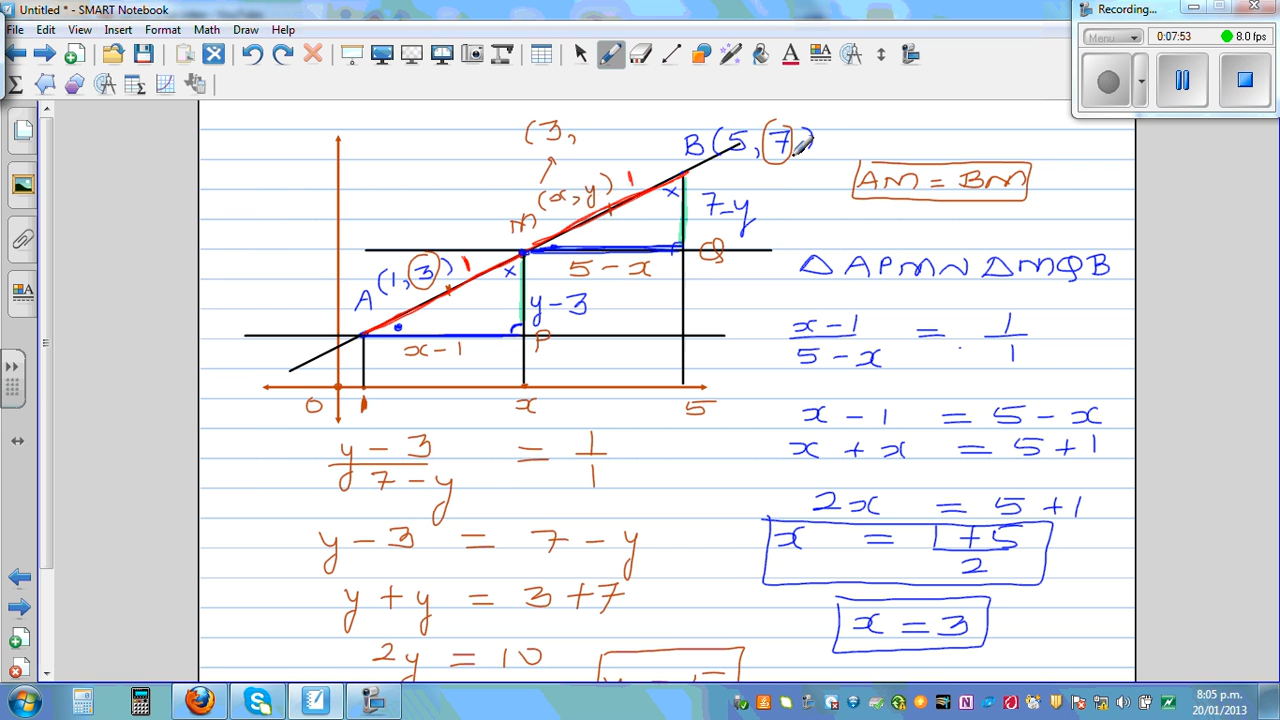 Untitled * - SMART Notebook
File Edit View Insert Format Math Draw Help
Recording...
Menu 0:07:53 8.0 fps
(3,
B(5, 7)
AM = BM
M (x, y) 1
x 7-y
A (1, 3) 1
x
5-x Q
y-3
△ APM N △ MQB
x-1 P
x-1 / 5-x = 1/1
0 1 x 5
x - 1 = 5 - x
x + x = 5 + 1
y - 3 / 7 - y = 1/1
2x = 5 + 1
y - 3 = 7 - y
x = 1 + 5 / 2
y + y = 3 + 7
x = 3
2y = 10
8:05 p.m.
20/01/2013